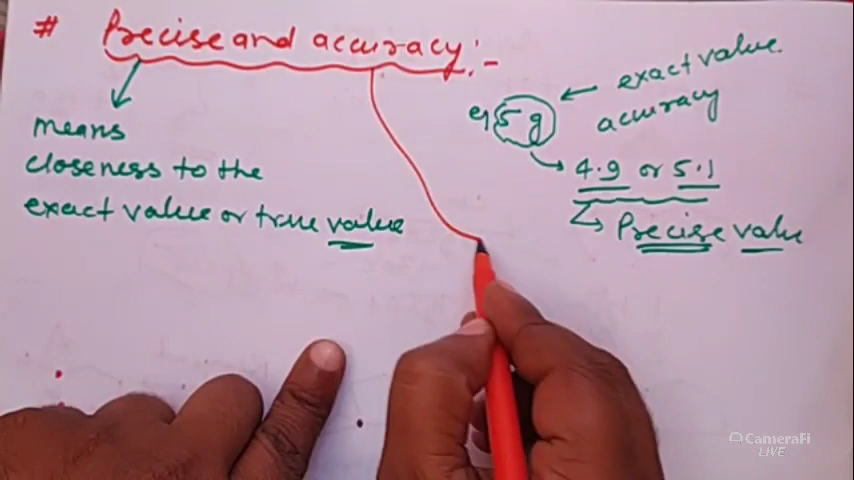 # Precise and accuracy :-
means
closeness to the
exact value or true value
eg 5 g
exact value.
accuracy
4.9 or 5.1
Precise value
CameraFi
LIVE